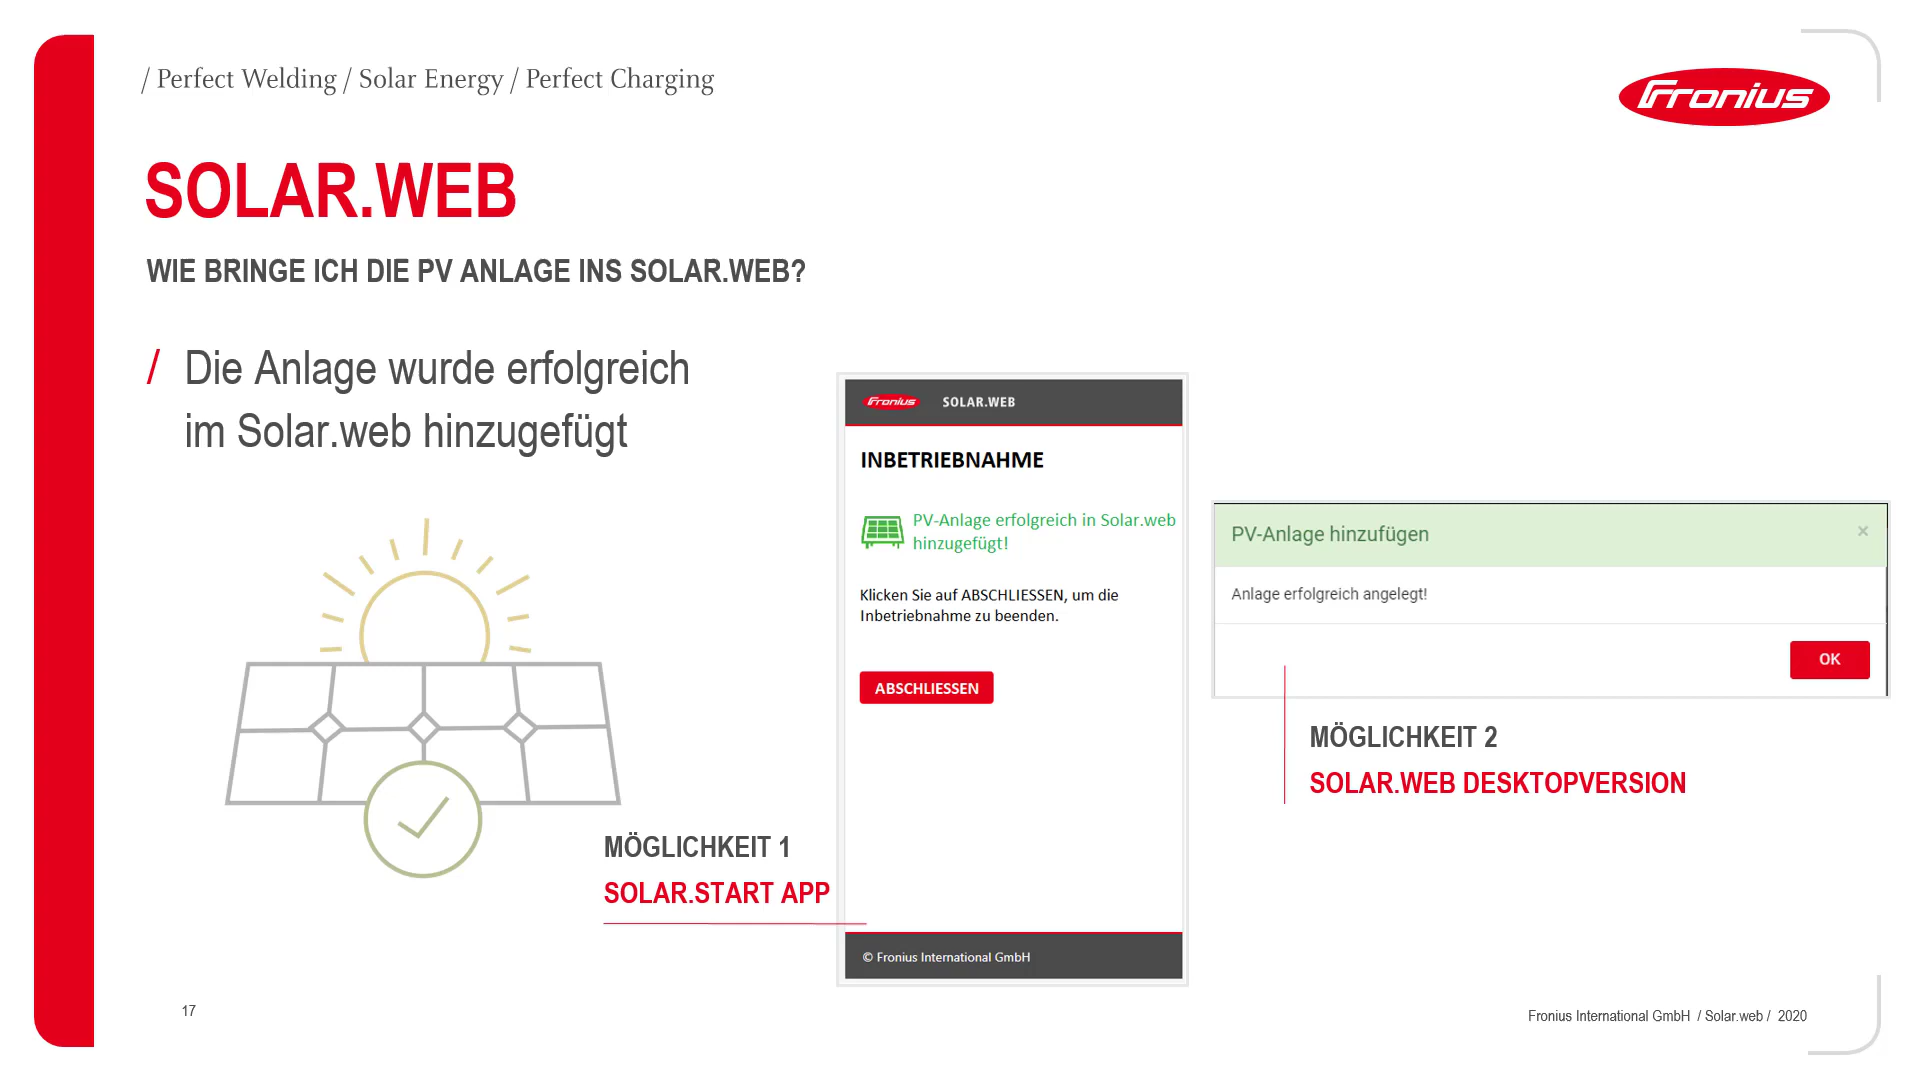 / Perfect Welding / Solar Energy / Perfect Charging
Fronius
SOLAR.WEB
WIE BRINGE ICH DIE PV ANLAGE INS SOLAR.WEB?
/ Die Anlage wurde erfolgreich
im Solar.web hinzugefügt
Fronius SOLAR.WEB
INBETRIEBNAHME
PV-Anlage erfolgreich in Solar.web
hinzugefügt!
Klicken Sie auf ABSCHLIESSEN, um die
Inbetriebnahme zu beenden.
ABSCHLIESSEN
© Fronius International GmbH
MÖGLICHKEIT 1
SOLAR.START APP
PV-Anlage hinzufügen ×
Anlage erfolgreich angelegt!
OK
MÖGLICHKEIT 2
SOLAR.WEB DESKTOPVERSION
17
Fronius International GmbH / Solar.web / 2020